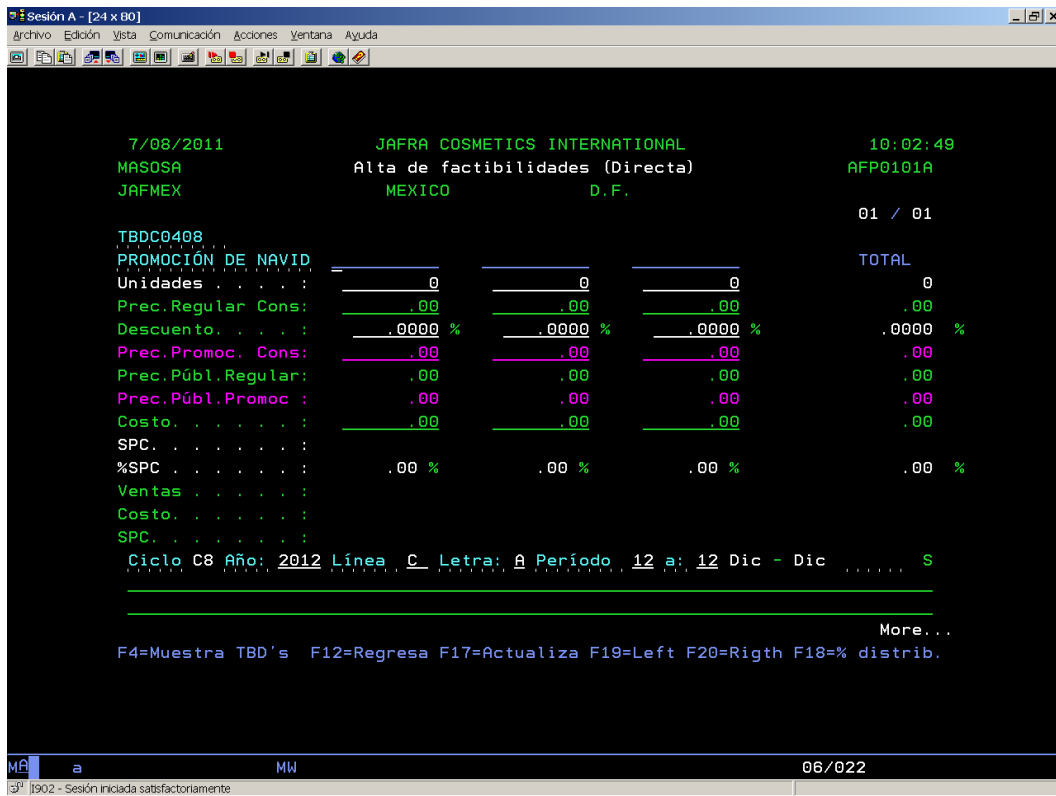 Sesión A - [24 x 80]
Archivo Edición Vista Comunicación Acciones Ventana Ayuda
7/08/2011 JAFRA COSMETICS INTERNATIONAL 10:02:49
MASOSA Alta de factibilidades (Directa) AFP0101A
JAFMEX MEXICO D.F.
01 / 01
TBDC0408
PROMOCIÓN DE NAVID TOTAL
Unidades . . . . : 0 0 0 0
Prec.Regular Cons: .00 .00 .00 .00
Descuento. . . . : .0000 % .0000 % .0000 % .0000 %
Prec.Promoc. Cons: .00 .00 .00 .00
Prec.Públ.Regular: .00 .00 .00 .00
Prec.Públ.Promoc : .00 .00 .00 .00
Costo. . . . . . : .00 .00 .00 .00
SPC. . . . . . . :
%SPC . . . . . . : .00 % .00 % .00 % .00 %
Ventas . . . . . :
Costo. . . . . . :
SPC. . . . . . . :
Ciclo C8 Año: 2012 Línea C Letra: A Período 12 a: 12 Dic - Dic S
More...
F4=Muestra TBD's F12=Regresa F17=Actualiza F19=Left F20=Rigth F18=% distrib.
MA a MW 06/022
I902 - Sesión iniciada satisfactoriamente